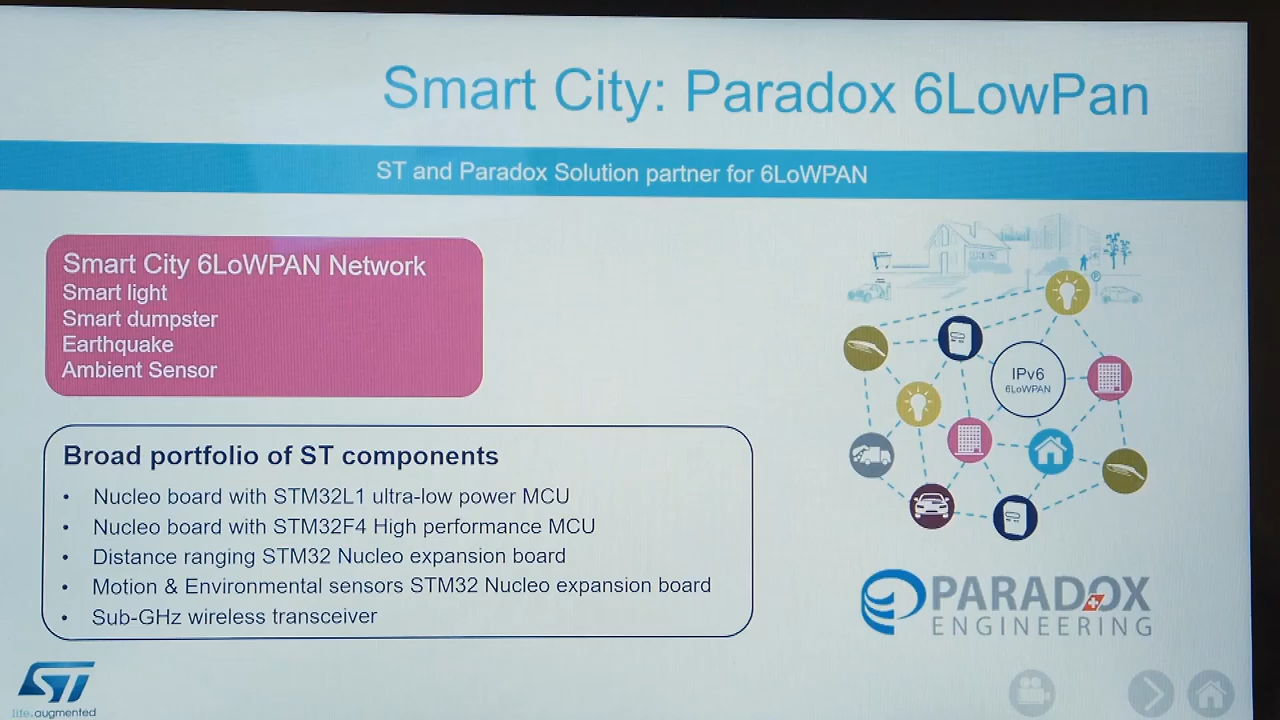 Smart City: Paradox 6LowPan
ST and Paradox Solution partner for 6LoWPAN
Smart City 6LoWPAN Network
Smart light
Smart dumpster
Earthquake
Ambient Sensor
Broad portfolio of ST components
• Nucleo board with STM32L1 ultra-low power MCU
• Nucleo board with STM32F4 High performance MCU
• Distance ranging STM32 Nucleo expansion board
• Motion & Environmental sensors STM32 Nucleo expansion board
• Sub-GHz wireless transceiver
P
IPv6
6LoWPAN
PARADOX
ENGINEERING
ST
life.augmented